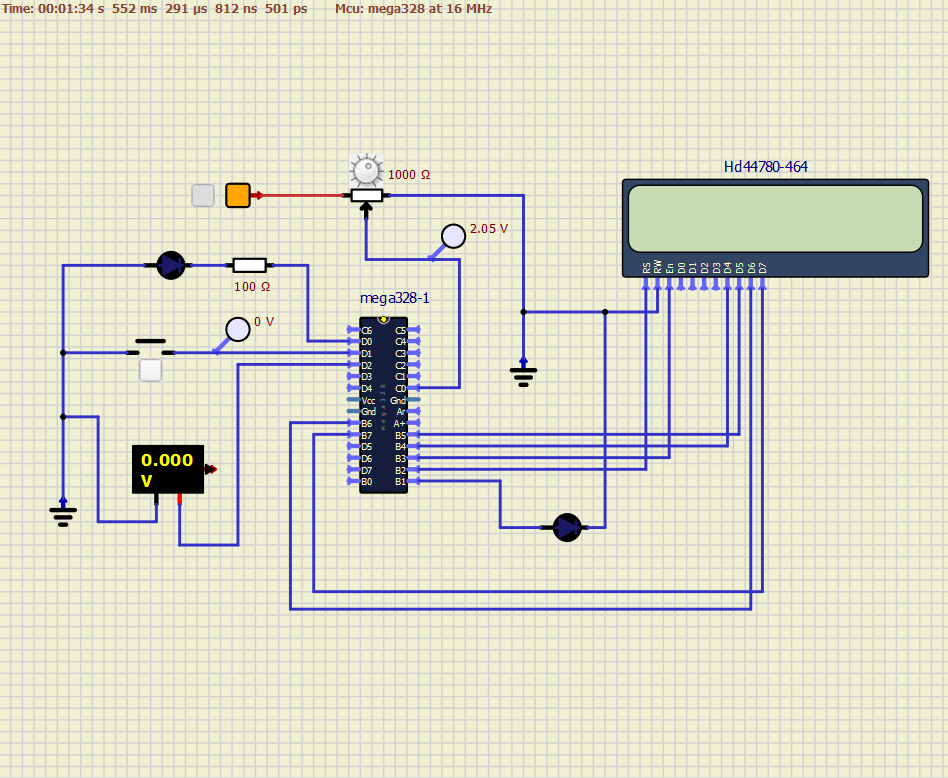 Time: 00:01:34 s 552 ms 291 µs 812 ns 501 ps Mcu: mega328 at 16 MHz
Hd44780-464
1000 Ω
2.05 V
RS RW En D0 D1 D2 D3 D4 D5 D6 D7
100 Ω
mega328-1
0 V
C6 C5
D0 C4
D1 C3
D2 C2
D3 C1
D4 C0
Vcc Gnd
Gnd Ar
B6 A+
B7 B5
D5 B4
D6 B3
D7 B2
B0 B1
mega328
0.000
V